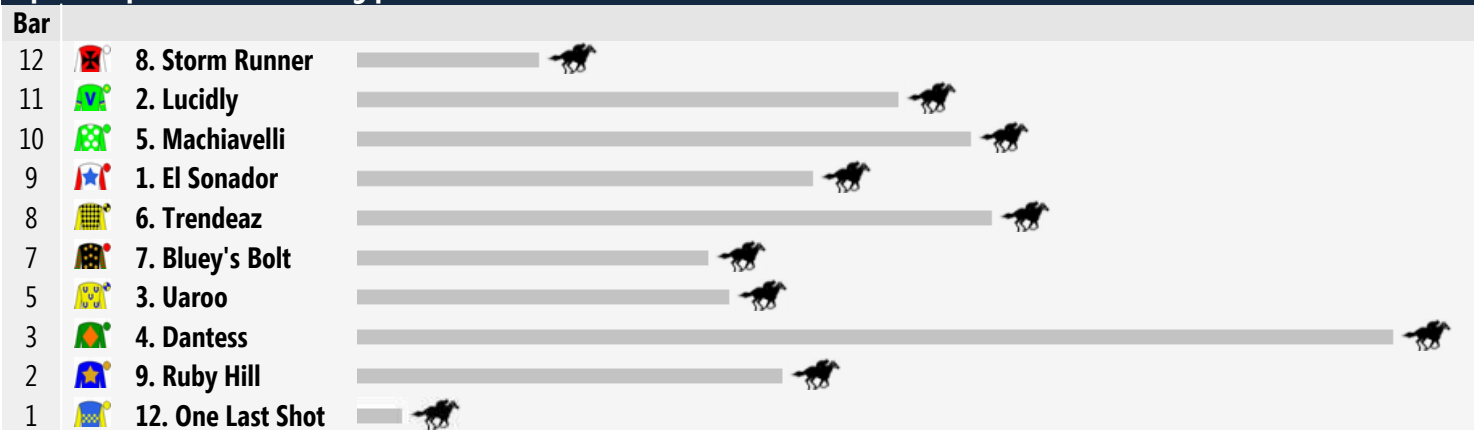 Bar
12 8. Storm Runner
11 2. Lucidly
10 5. Machiavelli
9 1. El Sonador
8 6. Trendeaz
7 7. Bluey's Bolt
5 3. Uaroo
3 4. Dantess
2 9. Ruby Hill
1 12. One Last Shot